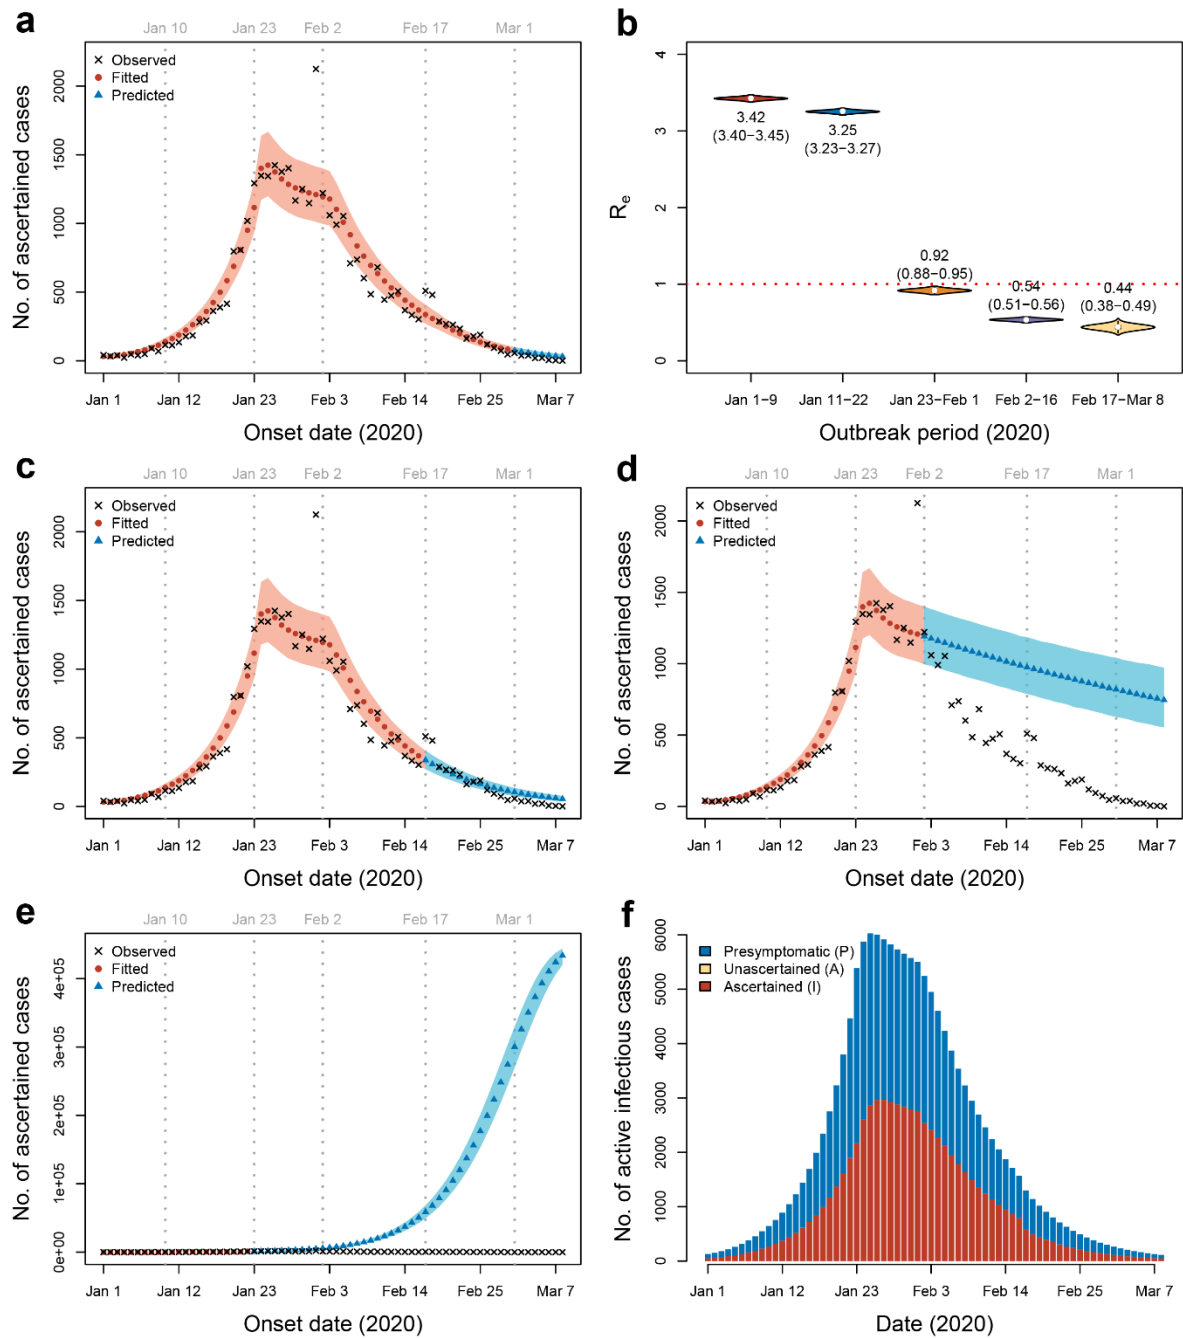 a
Jan 10 Jan 23 Feb 2 Feb 17 Mar 1
Observed
Fitted
Predicted
No. of ascertained cases
2000
1500
1000
500
0
Jan 1 Jan 12 Jan 23 Feb 3 Feb 14 Feb 25 Mar 7
Onset date (2020)
b
Re
4
3
2
1
0
3.42
(3.40−3.45)
3.25
(3.23−3.27)
0.92
(0.88−0.95)
0.54
(0.51−0.56)
0.44
(0.38−0.49)
Jan 1−9 Jan 11−22 Jan 23−Feb 1 Feb 2−16 Feb 17−Mar 8
Outbreak period (2020)
c
Jan 10 Jan 23 Feb 2 Feb 17 Mar 1
Observed
Fitted
Predicted
No. of ascertained cases
2000
1500
1000
500
0
Jan 1 Jan 12 Jan 23 Feb 3 Feb 14 Feb 25 Mar 7
Onset date (2020)
d
Jan 10 Jan 23 Feb 2 Feb 17 Mar 1
Observed
Fitted
Predicted
No. of ascertained cases
2000
1500
1000
500
0
Jan 1 Jan 12 Jan 23 Feb 3 Feb 14 Feb 25 Mar 7
Onset date (2020)
e
Jan 10 Jan 23 Feb 2 Feb 17 Mar 1
Observed
Fitted
Predicted
No. of ascertained cases
4e+05
3e+05
2e+05
1e+05
0e+00
Jan 1 Jan 12 Jan 23 Feb 3 Feb 14 Feb 25 Mar 7
Onset date (2020)
f
Presymptomatic (P)
Unascertained (A)
Ascertained (I)
No. of active infectious cases
6000
5000
4000
3000
2000
1000
0
Jan 1 Jan 12 Jan 23 Feb 3 Feb 14 Feb 25 Mar 7
Date (2020)